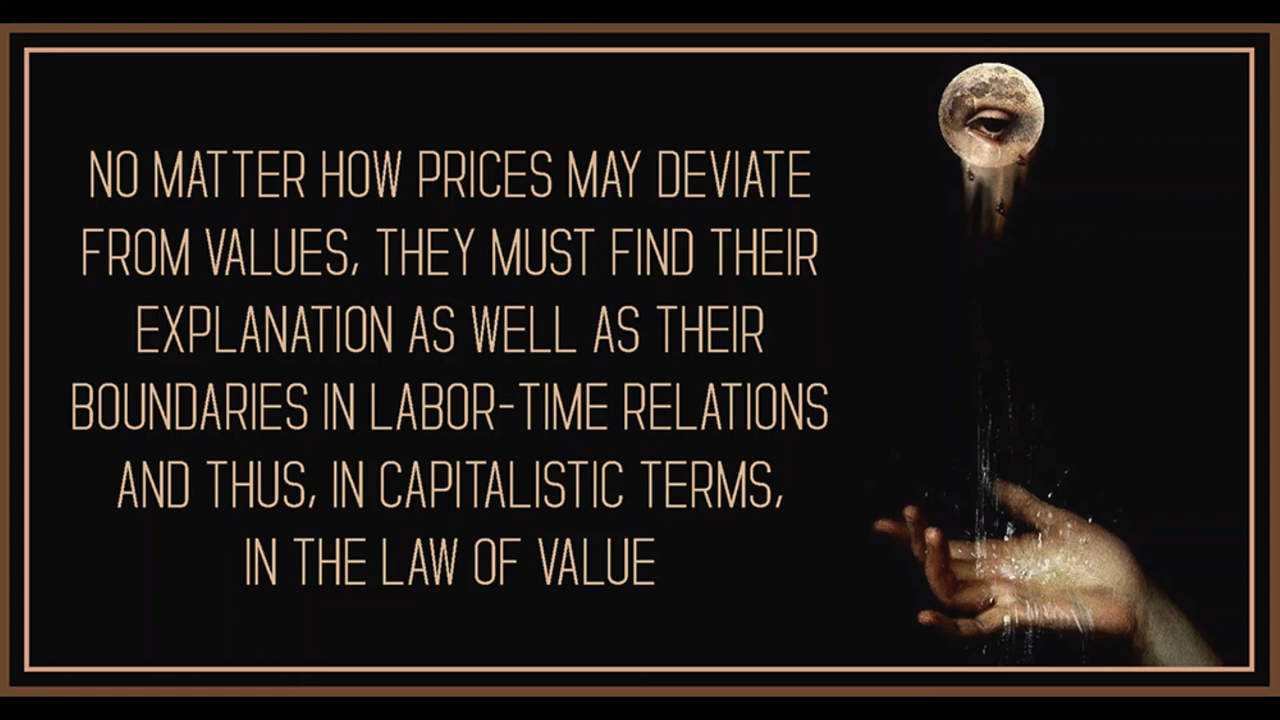 NO MATTER HOW PRICES MAY DEVIATE
FROM VALUES, THEY MUST FIND THEIR
EXPLANATION AS WELL AS THEIR
BOUNDARIES IN LABOR-TIME RELATIONS
AND THUS, IN CAPITALISTIC TERMS,
IN THE LAW OF VALUE